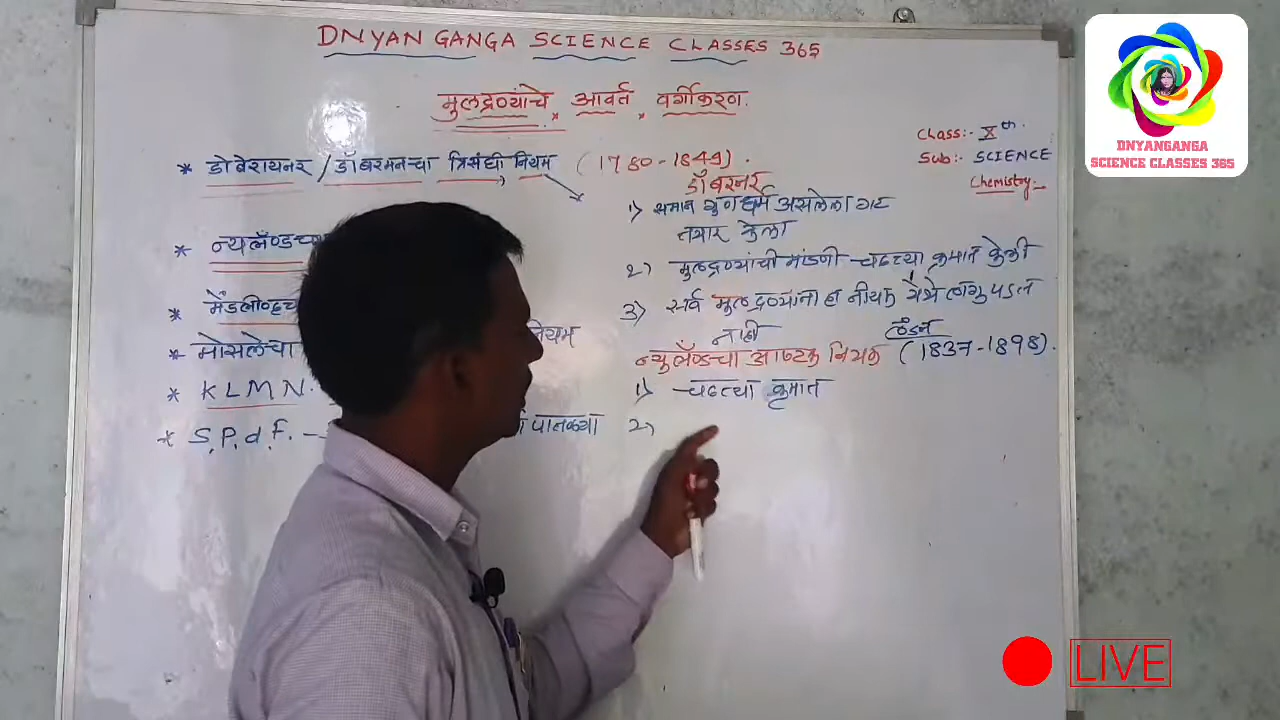 DNYAN GANGA SCIENCE CLASSES 365
मुलद्रव्यांचे आवर्त वर्गीकरण.
Class:- Xth.
Sub:- SCIENCE
Chemistry
* डोबेरायनर / डॉबरमनचा त्रिसंधी नियम (1780-1849).
डॉबरनर
1) समान गुणधर्म असलेला गट
तयार केला
* न्यूलँडच
2) मुलद्रव्यांची मांडणी चढत्या क्रमात केली
* मेंडलीव्हच
3) सर्व मुलद्रव्यांना हा नीयम येथे लागु पडत
नाही
* मोसलेचा नियम
न्युलँडचा अष्टक नियम (1837-1898).
लंडन
* KLMN.
1) चढत्या क्रमात
* S,P,d,F. - पातळ्या
2)
DNYANGANGA
SCIENCE CLASSES 365
LIVE